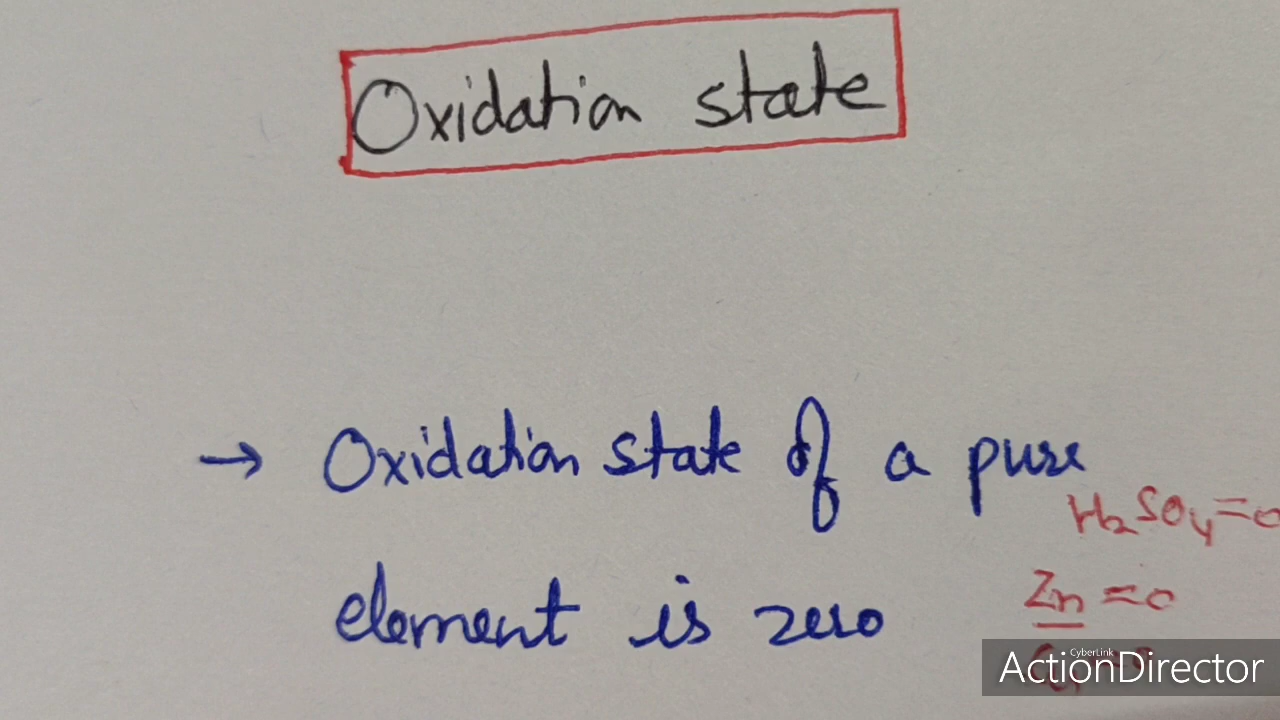 Oxidation state
→ Oxidation state of a pure
H₂SO₄=0
element is zero
Zn=0
CyberLink
ActionDirector